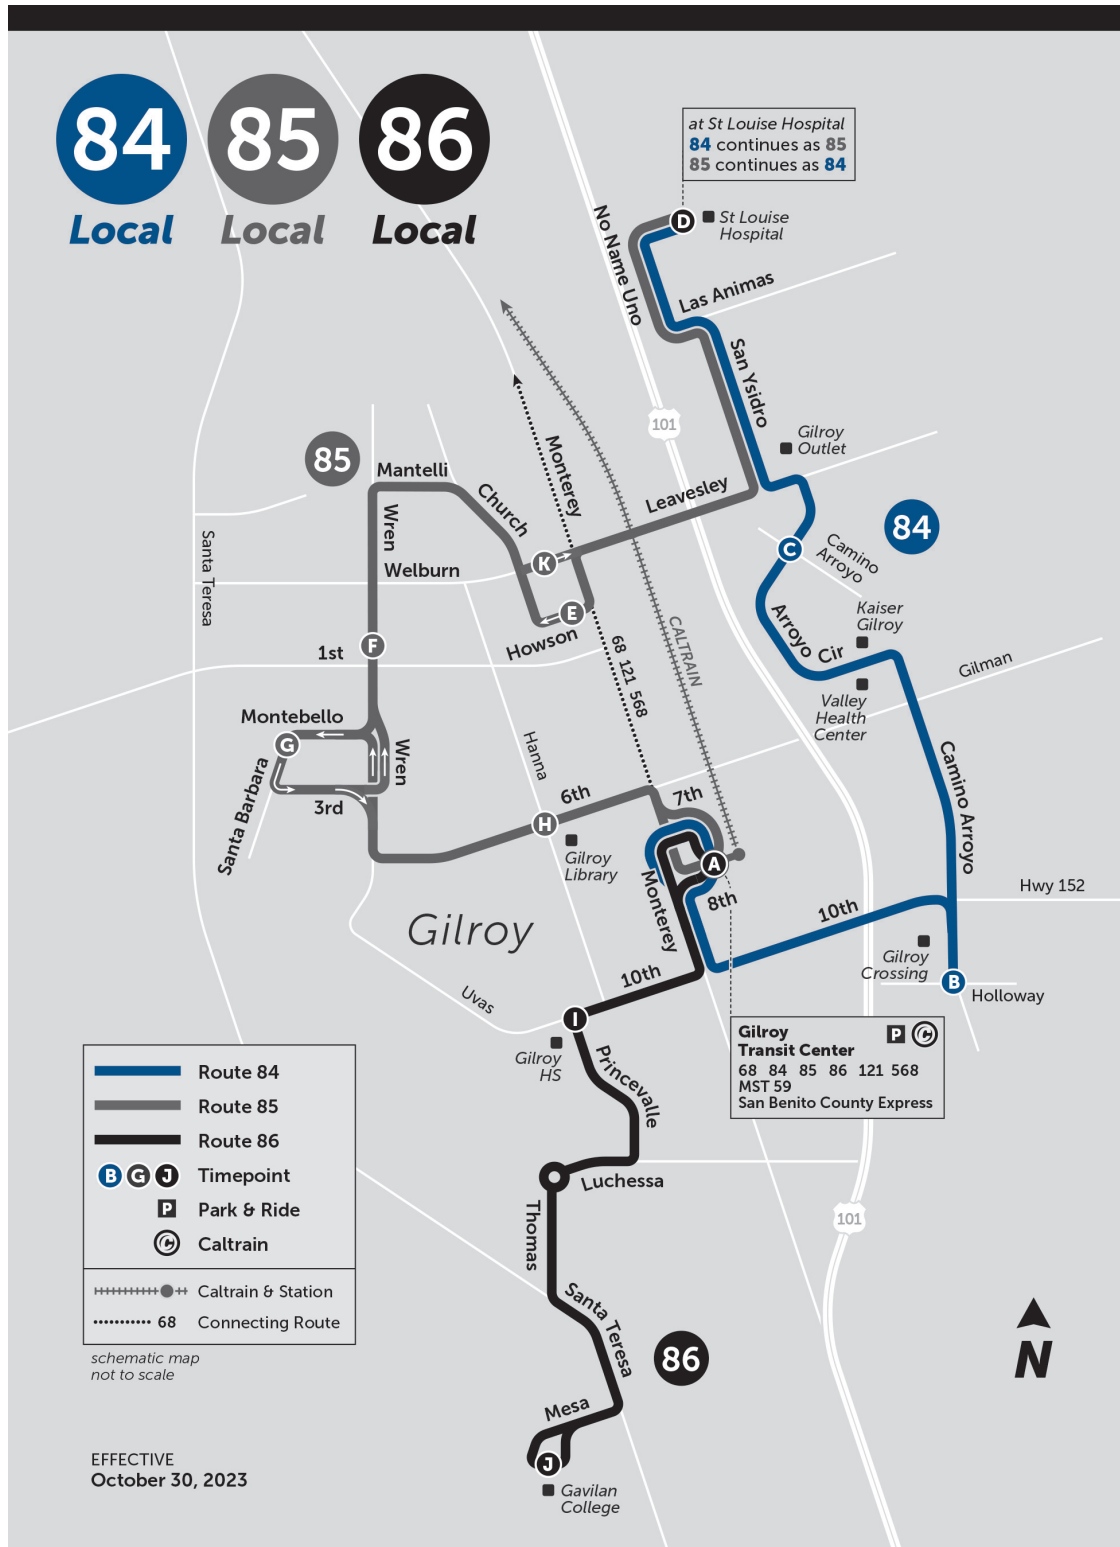 84
85
86
Local
Local
Local
at St Louise Hospital
84 continues as 85
85 continues as 84
D
St Louise
Hospital
No Name Uno
Las Animas
San Ysidro
101
Gilroy
Outlet
Monterey
85
Mantelli
Church
Leavesley
84
Wren
Santa Teresa
Welburn
K
C
Camino
Arroyo
E
Howson
Arroyo Cir
Kaiser
Gilroy
F
1st
68 121 568
CALTRAIN
Gilman
Valley
Health
Center
Montebello
G
Wren
Hanna
Santa Barbara
3rd
6th
7th
H
Gilroy
Library
A
Camino Arroyo
Monterey
8th
Hwy 152
10th
Gilroy
Gilroy
Crossing
B
Holloway
10th
Uvas
I
Gilroy
HS
Princevalle
Gilroy
Transit Center
P
C
68 84 85 86 121 568
MST 59
San Benito County Express
Route 84
Route 85
Route 86
B G J Timepoint
P Park & Ride
C Caltrain
Caltrain & Station
68 Connecting Route
schematic map
not to scale
Luchessa
Thomas
101
Santa Teresa
86
N
Mesa
J
Gavilan
College
EFFECTIVE
October 30, 2023